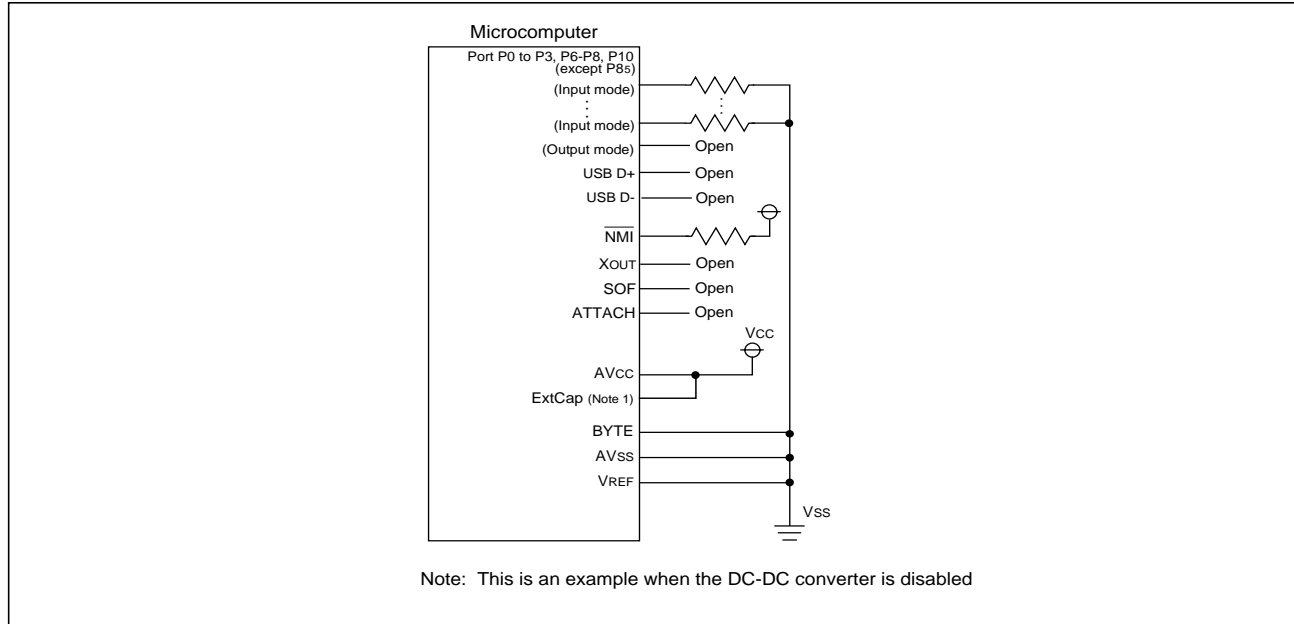 Microcomputer
Port P0 to P3, P6-P8, P10
(except P85)
(Input mode)
(Input mode)
(Output mode)
Open
USB D+
Open
USB D-
Open
NMI
XOUT
Open
SOF
Open
ATTACH
Open
VCC
AVCC
ExtCap (Note 1)
BYTE
AVSS
VREF
VSS
Note: This is an example when the DC-DC converter is disabled